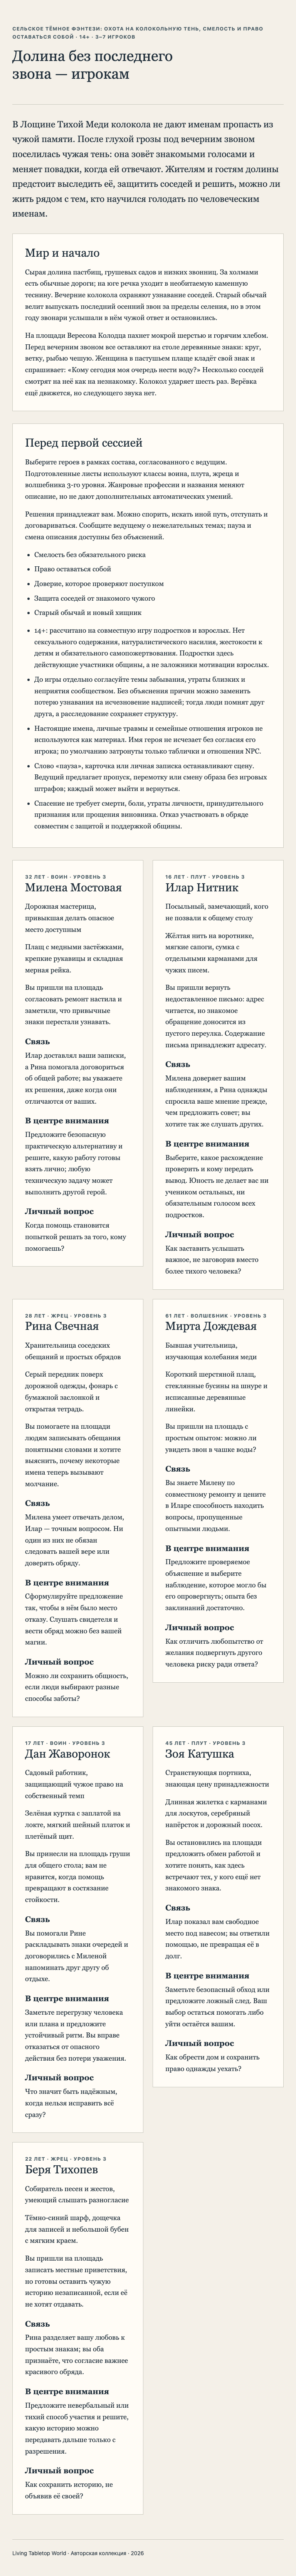 СЕЛЬСКОЕ ТЁМНОЕ ФЭНТЕЗИ: ОХОТА НА КОЛОКОЛЬНУЮ ТЕНЬ, СМЕЛОСТЬ И ПРАВО
ОСТАВАТЬСЯ СОБОЙ · 14+ · 3–7 ИГРОКОВ
Долина без последнего
звона — игрокам
В Лощине Тихой Меди колокола не дают именам пропасть из
чужой памяти. После глухой грозы под вечерним звоном
поселилась чужая тень: она зовёт знакомыми голосами и
меняет повадки, когда ей отвечают. Жителям и гостям долины
предстоит выследить её, защитить соседей и решить, можно ли
жить рядом с тем, кто научился голодать по человеческим
именам.
Мир и начало
Сырая долина пастбищ, грушевых садов и низких звонниц. За холмами
есть обычные дороги; на юге речка уходит в необитаемую каменную
теснину. Вечерние колокола охраняют узнавание соседей. Старый обычай
велит выпускать последний осенний звон за пределы селения, но в этом
году звонари услышали в нём чужой ответ и остановились.
На площади Вересова Колодца пахнет мокрой шерстью и горячим хлебом.
Перед вечерним звоном все оставляют на столе деревянные знаки: круг,
ветку, рыбью чешую. Женщина в пастушьем плаще кладёт свой знак и
спрашивает: «Кому сегодня моя очередь нести воду?» Несколько соседей
смотрят на неё как на незнакомку. Колокол ударяет шесть раз. Верёвка
ещё движется, но следующего звука нет.
Перед первой сессией
Выберите героев в рамках состава, согласованного с ведущим.
Подготовленные листы используют классы воина, плута, жреца и
волшебника 3-го уровня. Жанровые профессии и названия меняют
описание, но не дают дополнительных автоматических умений.
Решения принадлежат вам. Можно спорить, искать иной путь, отступать и
договариваться. Сообщите ведущему о нежелательных темах; пауза и
смена описания доступны без объяснений.
• Смелость без обязательного риска
• Право оставаться собой
• Доверие, которое проверяют поступком
• Защита соседей от знакомого чужого
• Старый обычай и новый хищник
• 14+: рассчитано на совместную игру подростков и взрослых. Нет
сексуального содержания, натуралистического насилия, жестокости к
детям и обязательного самопожертвования. Подростки здесь
действующие участники общины, а не заложники мотивации взрослых.
• До игры отдельно согласуйте темы забывания, утраты близких и
неприятия сообществом. Без объяснения причин можно заменить
потерю узнавания на исчезновение надписей; тогда люди помнят друг
друга, а расследование сохраняет структуру.
• Настоящие имена, личные травмы и семейные отношения игроков не
используются как материал. Имя героя не исчезает без согласия его
игрока; по умолчанию затронуты только таблички и отношения NPC.
• Слово «пауза», карточка или личная записка останавливают сцену.
Ведущий предлагает пропуск, перемотку или смену образа без игровых
штрафов; каждый может выйти и вернуться.
• Спасение не требует смерти, боли, утраты личности, принудительного
признания или прощения виновника. Отказ участвовать в обряде
совместим с защитой и поддержкой общины.
32 ЛЕТ · ВОИН · УРОВЕНЬ 3
Милена Мостовая
Дорожная мастерица,
привыкшая делать опасное
место доступным
Плащ с медными застёжками,
крепкие рукавицы и складная
мерная рейка.
Вы пришли на площадь
согласовать ремонт настила и
заметили, что привычные
знаки перестали узнавать.
Связь
Илар доставлял ваши записки,
а Рина помогала договориться
об общей работе; вы уважаете
их решения, даже когда они
отличаются от ваших.
В центре внимания
Предложите безопасную
практическую альтернативу и
решите, какую работу готовы
взять лично; любую
техническую задачу может
выполнить другой герой.
Личный вопрос
Когда помощь становится
попыткой решать за того, кому
помогаешь?
16 ЛЕТ · ПЛУТ · УРОВЕНЬ 3
Илар Нитник
Посыльный, замечающий, кого
не позвали к общему столу
Жёлтая нить на воротнике,
мягкие сапоги, сумка с
отдельными карманами для
чужих писем.
Вы пришли вернуть
недоставленное письмо: адрес
читается, но знакомое
обращение доносится из
пустого переулка. Содержание
письма принадлежит адресату.
Связь
Милена доверяет вашим
наблюдениям, а Рина однажды
спросила ваше мнение прежде,
чем предложить совет; вы
хотите так же слушать других.
В центре внимания
Выберите, какое расхождение
проверить и кому передать
вывод. Юность не делает вас ни
учеником остальных, ни
обязательным голосом всех
подростков.
Личный вопрос
Как заставить услышать
важное, не заговорив вместо
более тихого человека?
28 ЛЕТ · ЖРЕЦ · УРОВЕНЬ 3
Рина Свечная
Хранительница соседских
обещаний и простых обрядов
Серый передник поверх
дорожной одежды, фонарь с
бумажной заслонкой и
открытая тетрадь.
Вы помогаете на площади
людям записывать обещания
понятными словами и хотите
выяснить, почему некоторые
имена теперь вызывают
молчание.
Связь
Милена умеет отвечать делом,
Илар — точным вопросом. Ни
один из них не обязан
следовать вашей вере или
доверять обряду.
В центре внимания
Сформулируйте предложение
так, чтобы в нём было место
отказу. Слушать свидетеля и
вести обряд можно без вашей
магии.
Личный вопрос
Можно ли сохранить общность,
если люди выбирают разные
способы заботы?
61 ЛЕТ · ВОЛШЕБНИК · УРОВЕНЬ 3
Мирта Дождевая
Бывшая учительница,
изучающая колебания меди
Короткий шерстяной плащ,
стеклянные бусины на шнуре и
исписанные деревянные
линейки.
Вы пришли на площадь с
простым опытом: можно ли
увидеть звон в чашке воды?
Связь
Вы знаете Милену по
совместному ремонту и цените
в Иларе способность находить
вопросы, пропущенные
опытными людьми.
В центре внимания
Предложите проверяемое
объяснение и выберите
наблюдение, которое могло бы
его опровергнуть; опыта без
заклинаний достаточно.
Личный вопрос
Как отличить любопытство от
желания подвергнуть другого
человека риску ради ответа?
17 ЛЕТ · ВОИН · УРОВЕНЬ 3
Дан Жаворонок
Садовый работник,
защищающий чужое право на
собственный темп
Зелёная куртка с заплатой на
локте, мягкий шейный платок и
плетёный щит.
Вы принесли на площадь груши
для общего стола; вам не
нравится, когда помощь
превращают в состязание
стойкости.
Связь
Вы помогали Рине
раскладывать знаки очередей и
договорились с Миленой
напоминать друг другу об
отдыхе.
В центре внимания
Заметьте перегрузку человека
или плана и предложите
устойчивый ритм. Вы вправе
отказаться от опасного
действия без потери уважения.
Личный вопрос
Что значит быть надёжным,
когда нельзя исправить всё
сразу?
45 ЛЕТ · ПЛУТ · УРОВЕНЬ 3
Зоя Катушка
Странствующая портниха,
знающая цену принадлежности
Длинная жилетка с карманами
для лоскутов, серебряный
напёрсток и дорожный посох.
Вы остановились на площади
предложить обмен работой и
хотите понять, как здесь
встречают тех, у кого ещё нет
знакомого знака.
Связь
Илар показал вам свободное
место под навесом; вы ответили
помощью, не превращая её в
долг.
В центре внимания
Заметьте безопасный обход или
предложите ложный след. Ваш
выбор остаться помогать либо
уйти остаётся вашим.
Личный вопрос
Как обрести дом и сохранить
право однажды уехать?
22 ЛЕТ · ЖРЕЦ · УРОВЕНЬ 3
Беря Тихопев
Собиратель песен и жестов,
умеющий слышать разногласие
Тёмно-синий шарф, дощечка
для записей и небольшой бубен
с мягким краем.
Вы пришли на площадь
записать местные приветствия,
но готовы оставить чужую
историю незаписанной, если её
не хотят отдавать.
Связь
Рина разделяет вашу любовь к
простым знакам; вы оба
признаёте, что согласие важнее
красивого обряда.
В центре внимания
Предложите невербальный или
тихий способ участия и решите,
какую историю можно
передавать дальше только с
разрешения.
Личный вопрос
Как сохранить историю, не
объявив её своей?
Living Tabletop World · Авторская коллекция · 2026